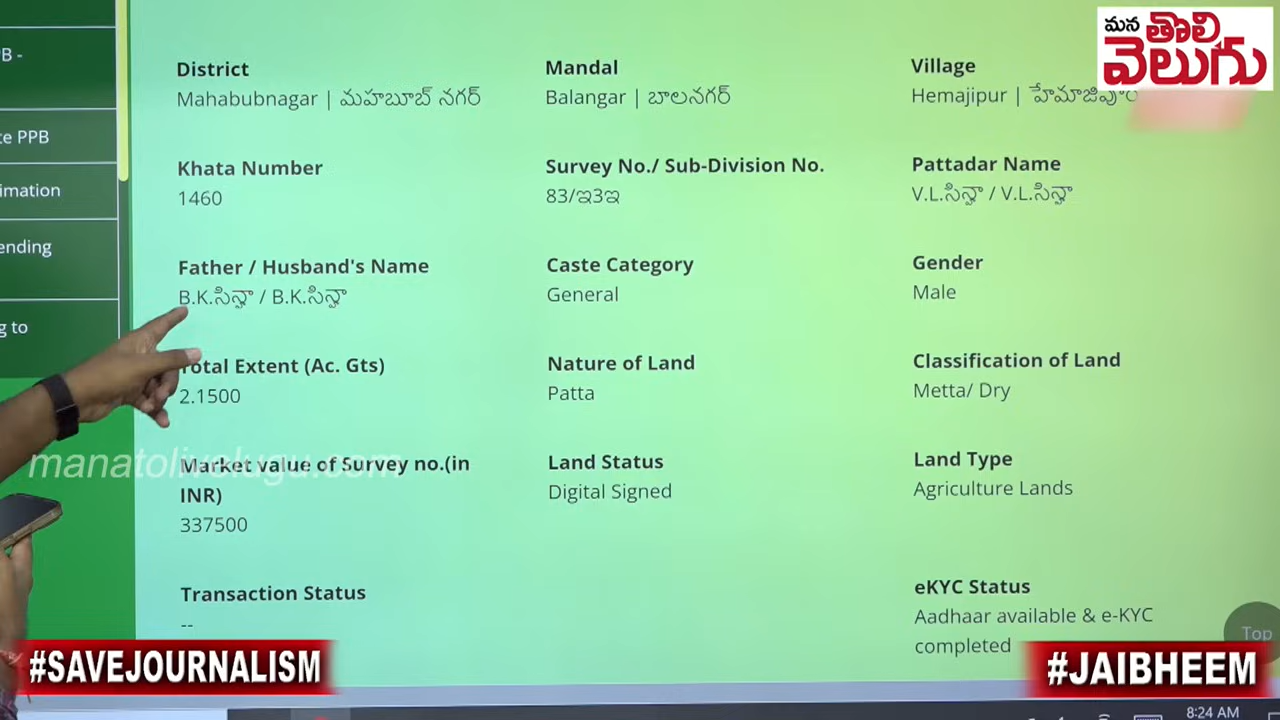 మన తొలి
వెలుగు
PB -
te PPB
imation
ending
g to
District
Mahabubnagar | మహబూబ్ నగర్
Mandal
Balangar | బాలనగర్
Village
Hemajipur | హేమాజిపూర్
Khata Number
1460
Survey No./ Sub-Division No.
83/ఇ3ఇ
Pattadar Name
V.L.సిన్హా / V.L.సిన్హా
Father / Husband's Name
B.K.సిన్హా / B.K.సిన్హా
Caste Category
General
Gender
Male
Total Extent (Ac. Gts)
2.1500
Nature of Land
Patta
Classification of Land
Metta/ Dry
Market value of Survey no.(in
INR)
337500
Land Status
Digital Signed
Land Type
Agriculture Lands
manatolivelugu.com
Transaction Status
--
eKYC Status
Aadhaar available & e-KYC
completed
Top
#SAVEJOURNALISM
#JAIBHEEM
8:24 AM